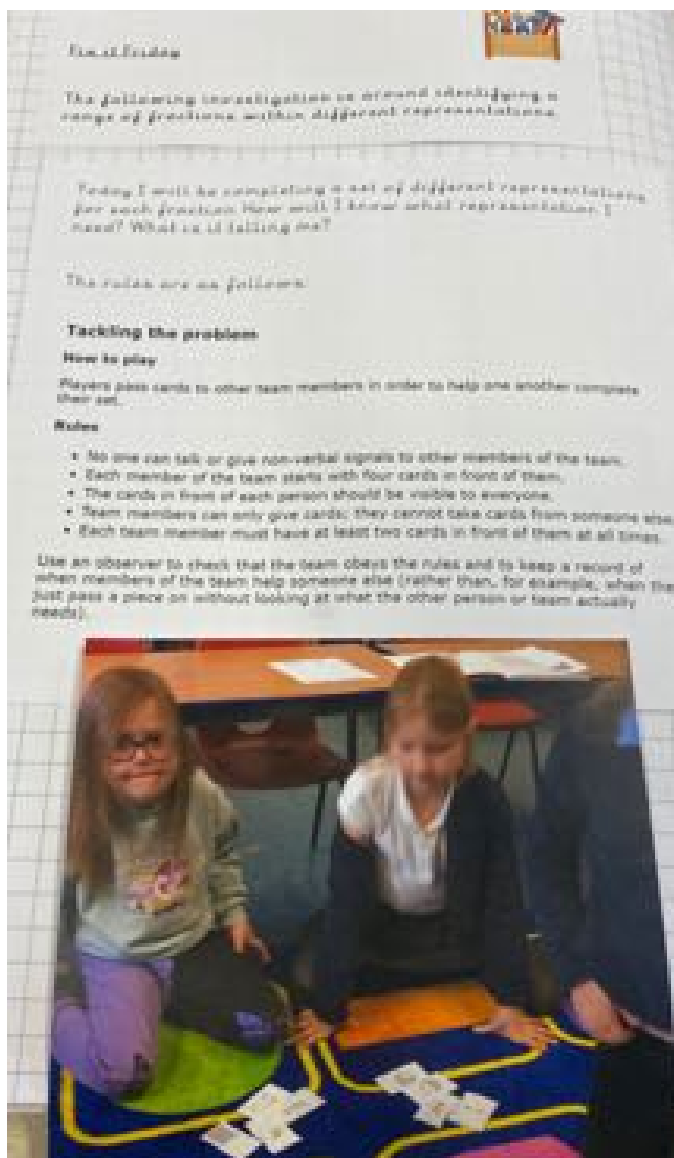 Final Friday
The following investigation is around identifying a
range of fractions within different representations.
Today I will be completing a set of different representations
for each fraction. How will I know what representation I
need? What is it telling me?
The rules are as follows:
Tackling the problem
How to play
Players pass cards to other team members in order to help one another complete
their set.
Rules
• No one can talk or give non-verbal signals to other members of the team.
• Each member of the team starts with four cards in front of them.
• The cards in front of each person should be visible to everyone.
• Team members can only give cards; they cannot take cards from someone else.
• Each team member must have at least two cards in front of them at all times.
Use an observer to check that the team obeys the rules and to keep a record of
when members of the team help someone else (rather than, for example, when the
just pass a piece on without looking at what the other person or team actually
needs).